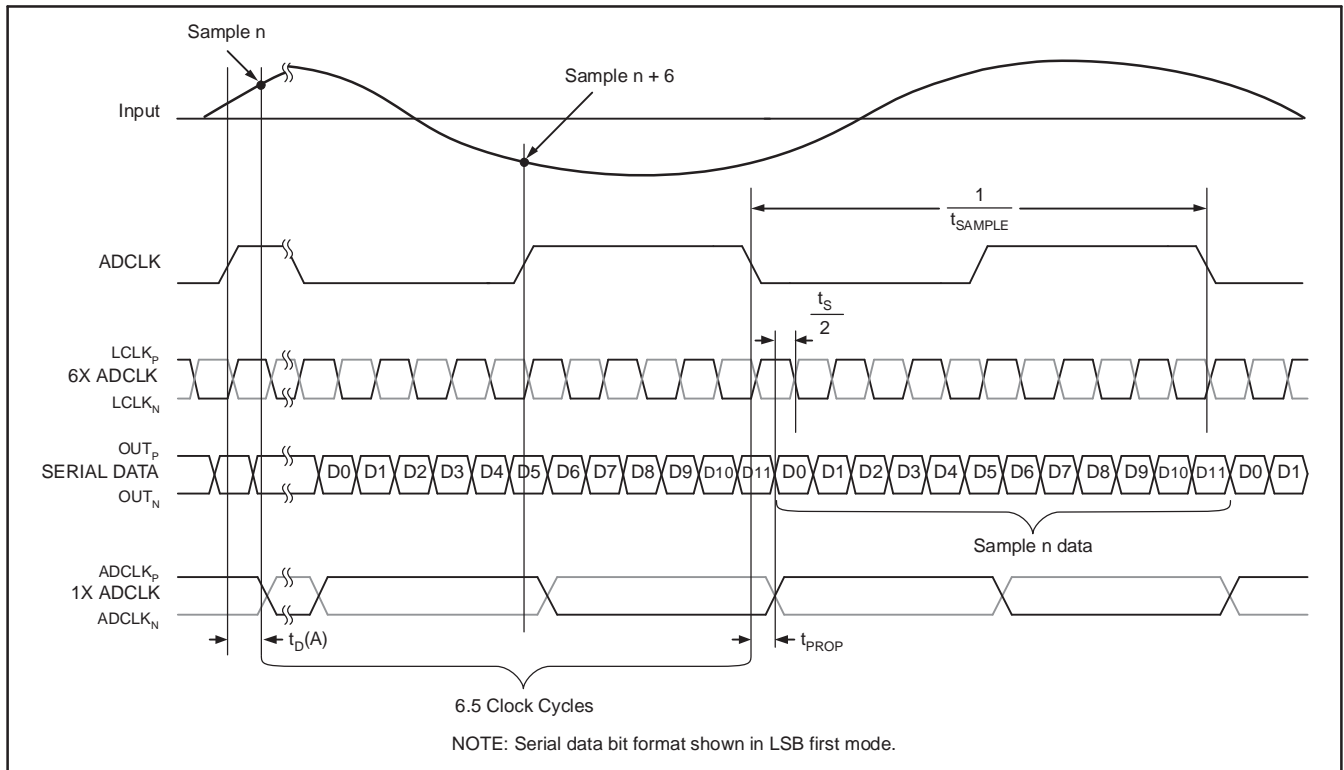 Sample n
Sample n + 6
Input
1
tSAMPLE
ADCLK
tS
2
LCLKP
6X ADCLK
LCLKN
OUTP
SERIAL DATA
OUTN
D0 D1 D2 D3 D4 D5 D6 D7 D8 D9 D10 D11 D0 D1 D2 D3 D4 D5 D6 D7 D8 D9 D10 D11 D0 D1
Sample n data
ADCLKP
1X ADCLK
ADCLKN
tD(A)
tPROP
6.5 Clock Cycles
NOTE: Serial data bit format shown in LSB first mode.